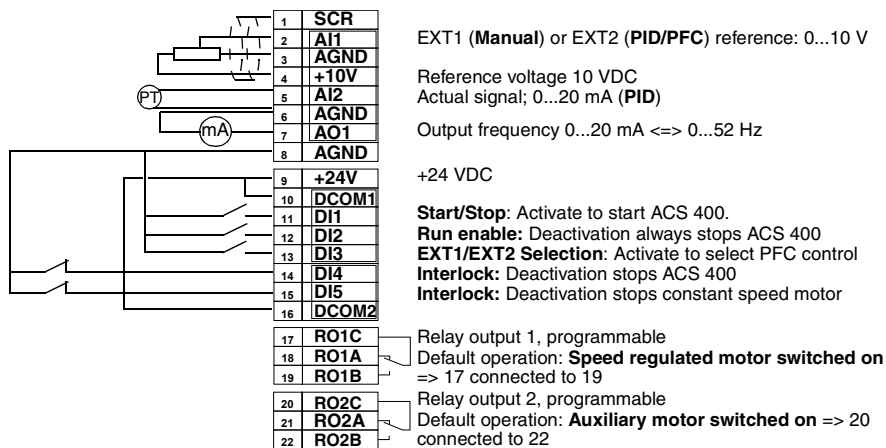 1 SCR
2 AI1 EXT1 (Manual) or EXT2 (PID/PFC) reference: 0...10 V
3 AGND
4 +10V Reference voltage 10 VDC
PT 5 AI2 Actual signal; 0...20 mA (PID)
6 AGND
mA 7 AO1 Output frequency 0...20 mA <=> 0...52 Hz
8 AGND
9 +24V +24 VDC
10 DCOM1
11 DI1 Start/Stop: Activate to start ACS 400.
12 DI2 Run enable: Deactivation always stops ACS 400
13 DI3 EXT1/EXT2 Selection: Activate to select PFC control
14 DI4 Interlock: Deactivation stops ACS 400
15 DI5 Interlock: Deactivation stops constant speed motor
16 DCOM2
17 RO1C Relay output 1, programmable
18 RO1A Default operation: Speed regulated motor switched on
19 RO1B => 17 connected to 19
20 RO2C Relay output 2, programmable
21 RO2A Default operation: Auxiliary motor switched on => 20
22 RO2B connected to 22